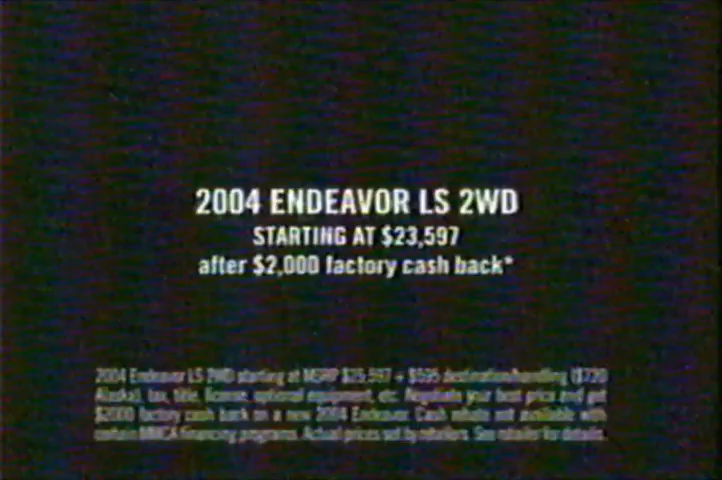 2004 ENDEAVOR LS 2WD
STARTING AT $23,597
after $2,000 factory cash back*
2004 Endeavor LS 2WD starting at MSRP $25,597 + $595 destination/handling ($720
Alaska), tax, title, license, optional equipment, etc. Negotiate your best price and get
$2000 factory cash back on a new 2004 Endeavor. Cash rebate not available with
certain MMCA financing programs. Actual prices set by retailers. See retailer for details.